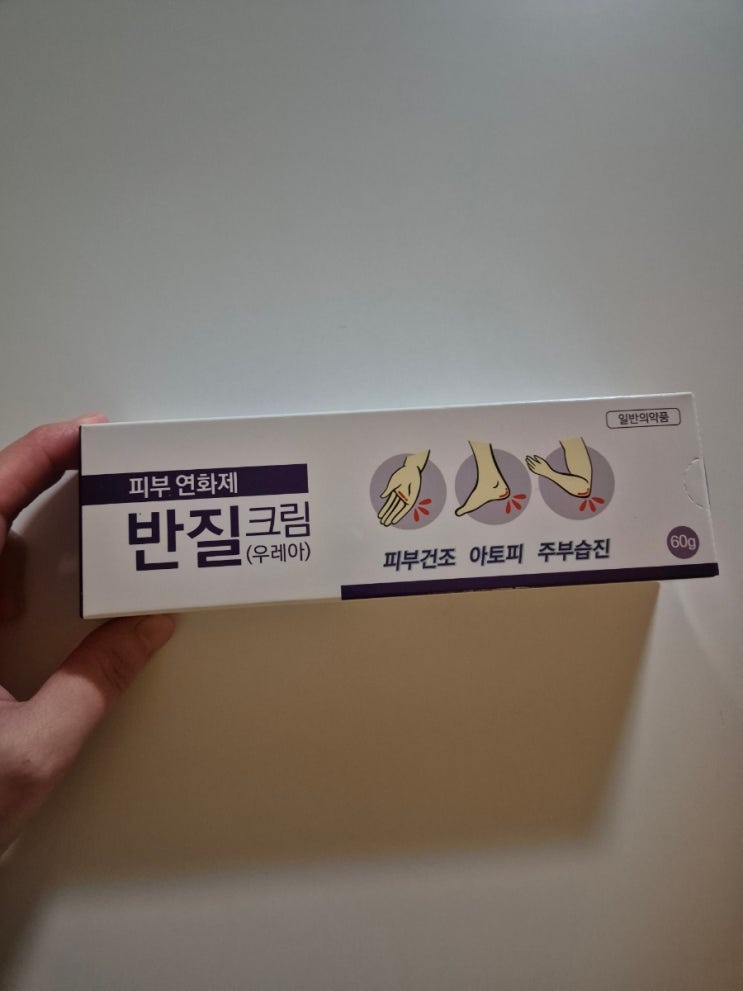 일반의약품
피부 연화제
반질크림
(우레아)
피부건조 아토피 주부습진
60g